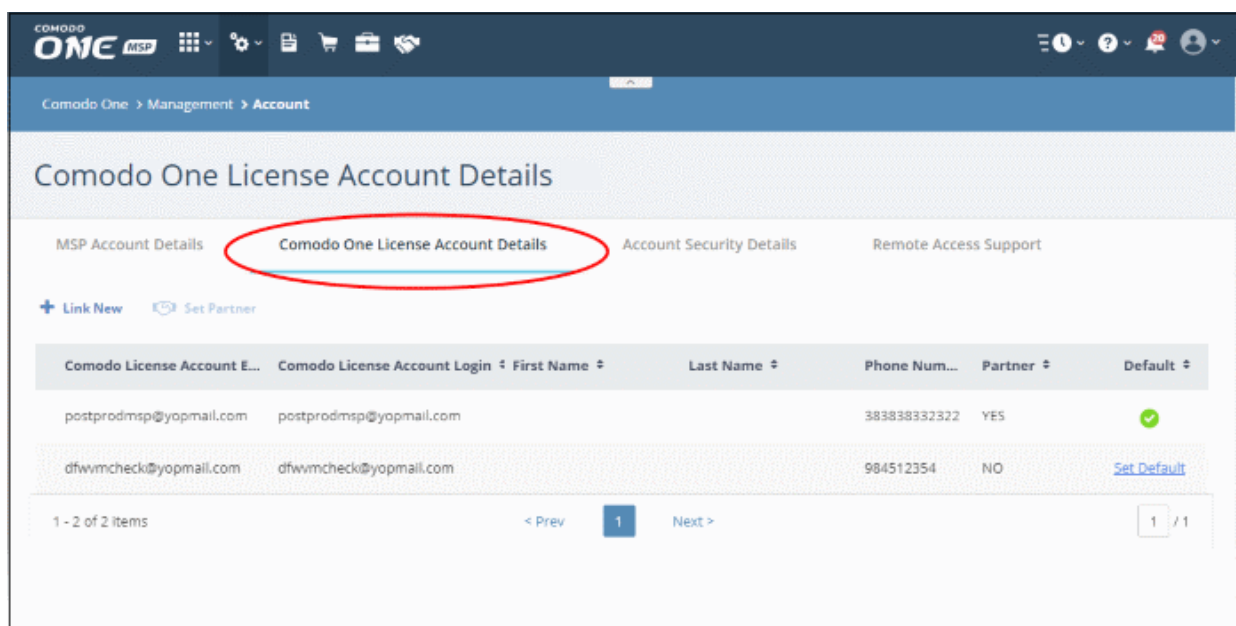 COMODO
ONE MSP
20
Comodo One > Management > Account
Comodo One License Account Details
MSP Account Details Comodo One License Account Details Account Security Details Remote Access Support
+ Link New Set Partner
Comodo License Account E... Comodo License Account Login First Name Last Name Phone Num... Partner Default
postprodmsp@yopmail.com postprodmsp@yopmail.com 383838332322 YES
dfwvmcheck@yopmail.com dfwvmcheck@yopmail.com 984512354 NO Set Default
1 - 2 of 2 items < Prev 1 Next > 1 / 1